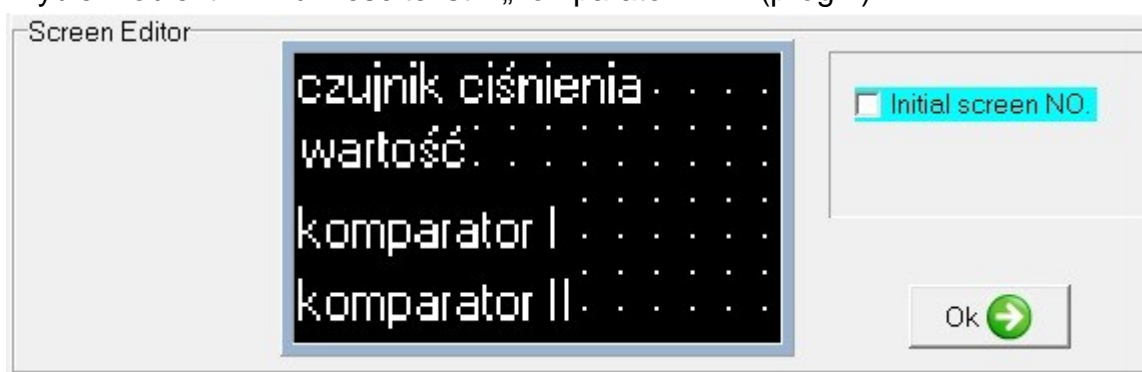 Screen Editor
czujnik ciśnienia
wartość
komparator I
komparator II
Initial screen NO.
Ok